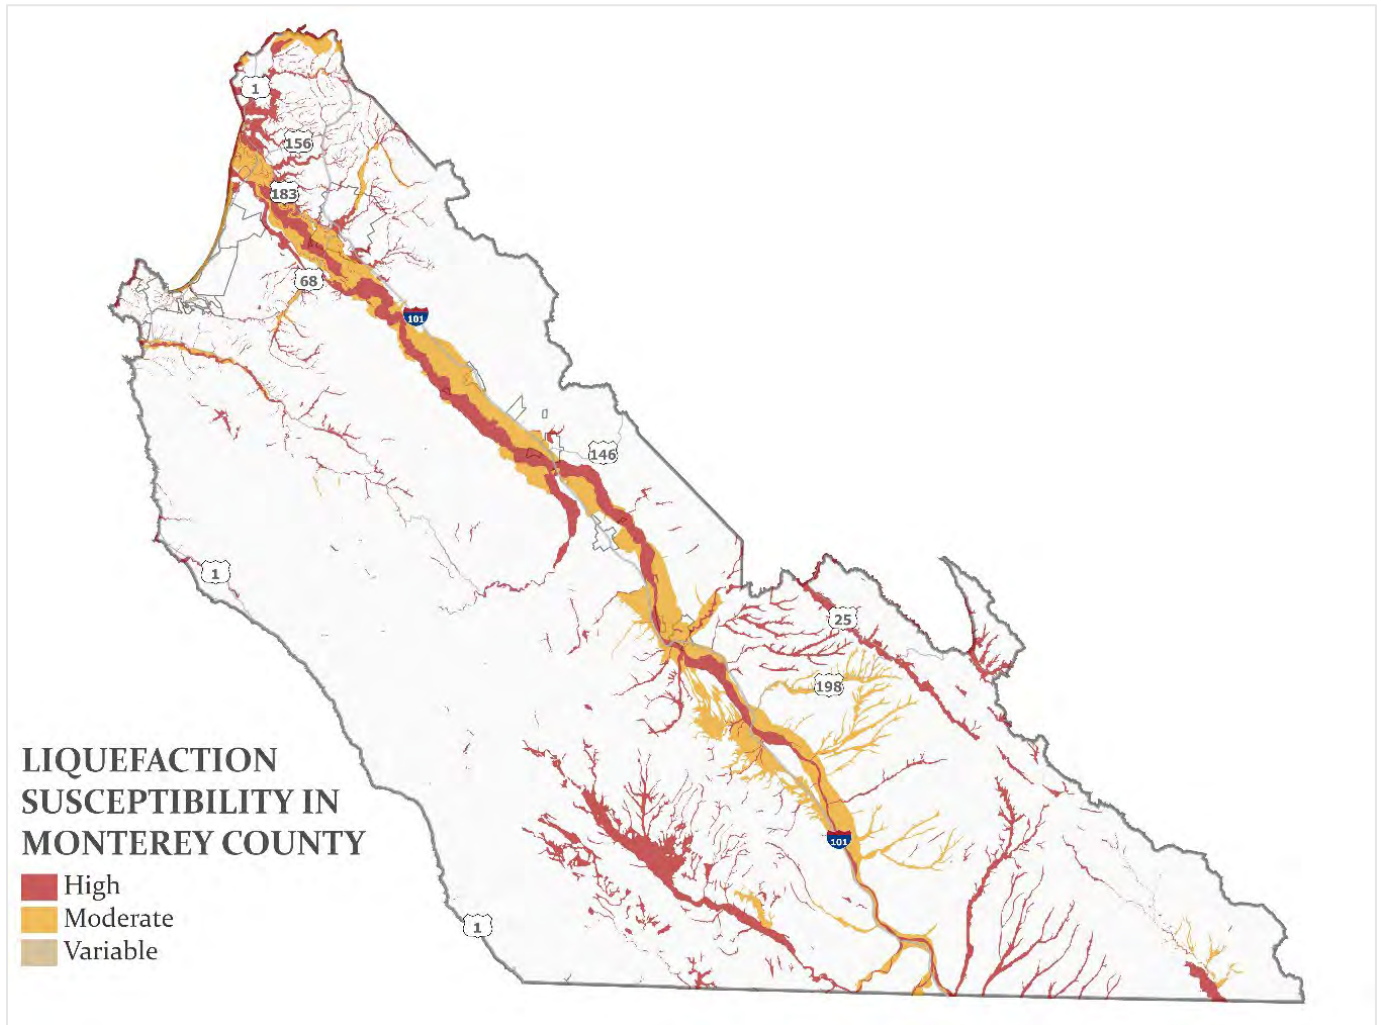 1
156
183
68
101
146
1
25
198
LIQUEFACTION
SUSCEPTIBILITY IN
MONTEREY COUNTY
101
High
Moderate
1
Variable